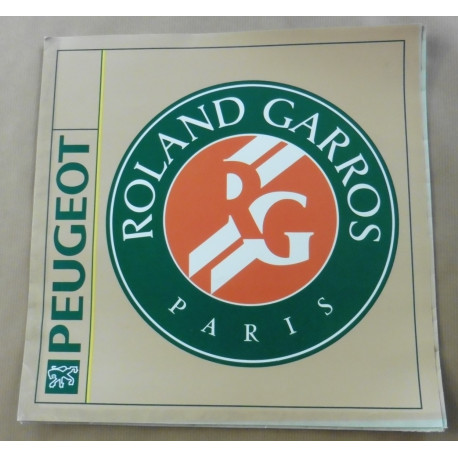 PEUGEOT
ROLAND GARROS
RG
PARIS